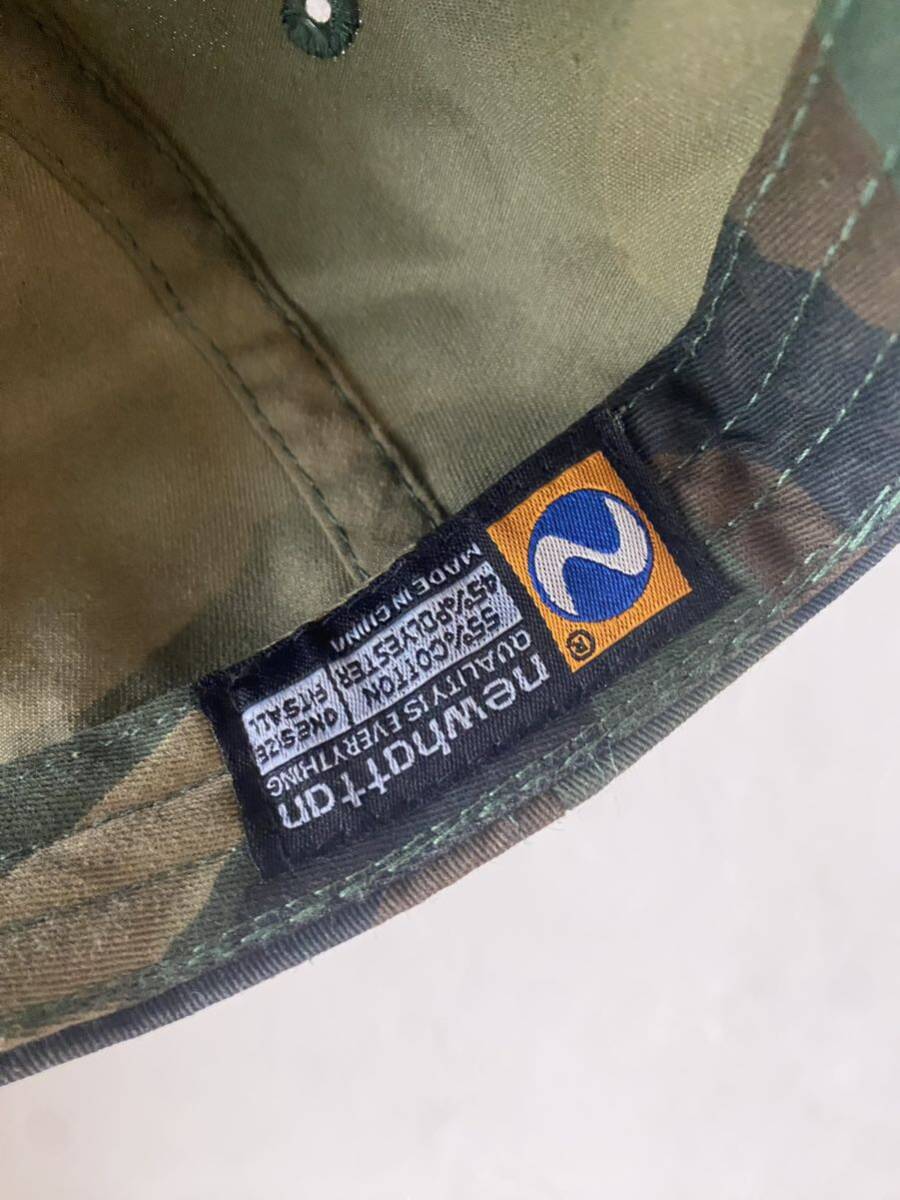 newhattan
QUALITY IS EVERYTHING
ONE SIZE
FITS ALL
55% COTTON
45% POLYESTER
MADE IN CHINA
®